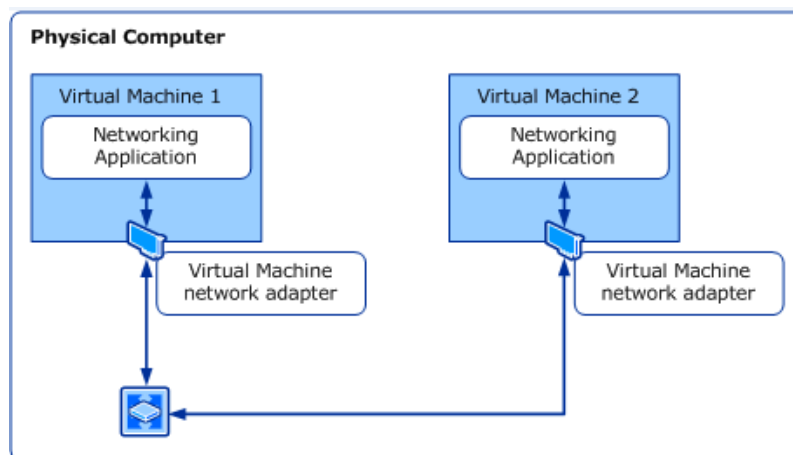 Physical Computer
Virtual Machine 1
Networking
Application
Virtual Machine
network adapter
Virtual Machine 2
Networking
Application
Virtual Machine
network adapter